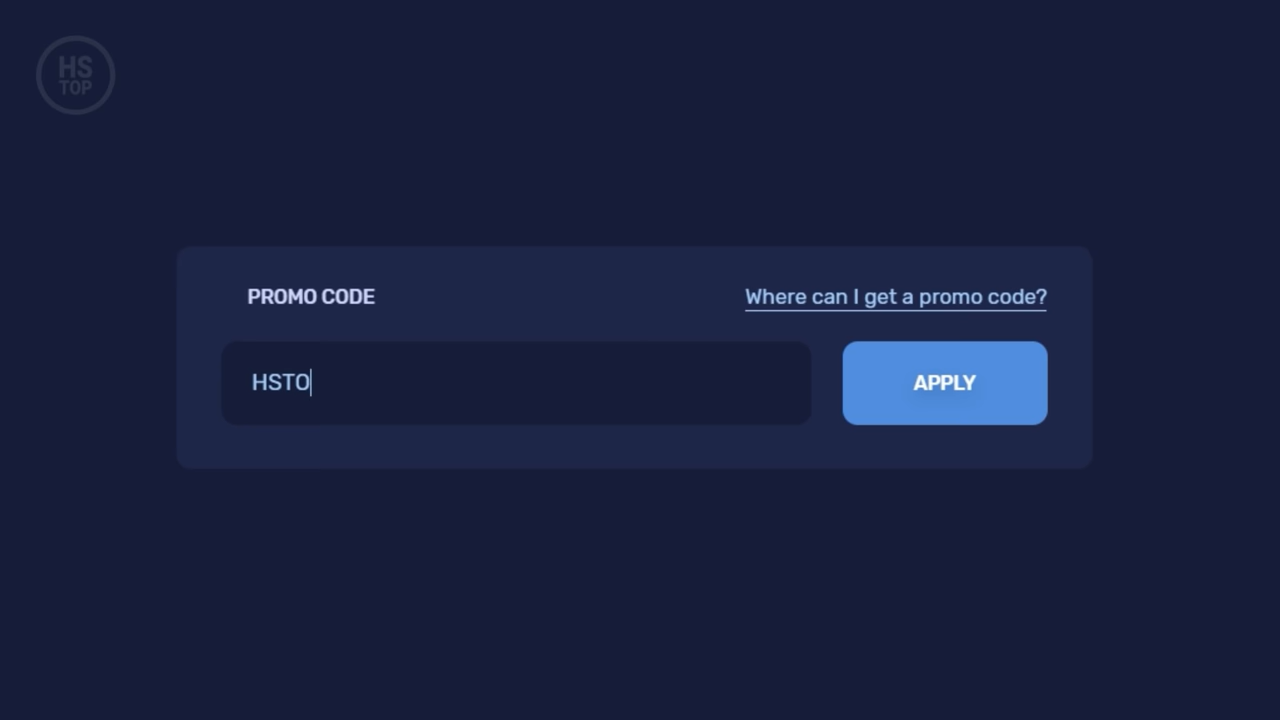 HS
TOP
PROMO CODE
Where can I get a promo code?
HSTO
APPLY